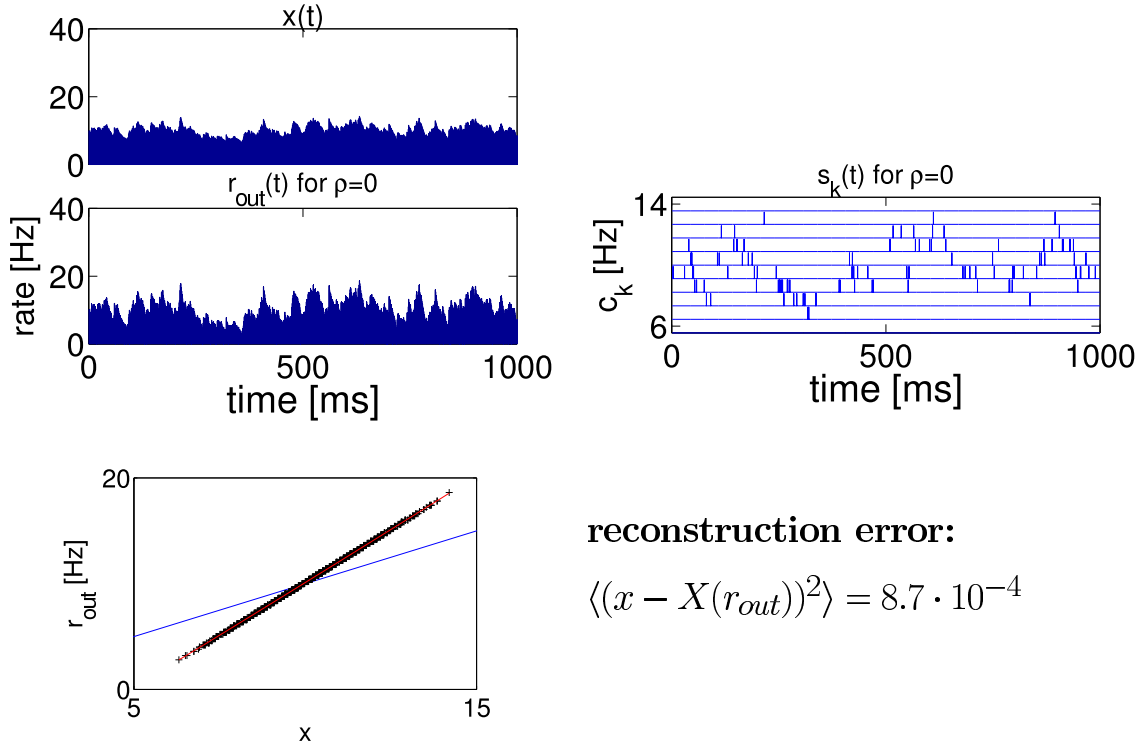 x(t)
40
20
0
r_out(t) for ρ=0
40
20
0
rate [Hz]
0 500 1000
time [ms]
s_k(t) for ρ=0
14
6
c_k [Hz]
0 500 1000
time [ms]
20
0
r_out [Hz]
5 15
x
reconstruction error:
⟨(x − X(r_out))²⟩ = 8.7 · 10⁻⁴